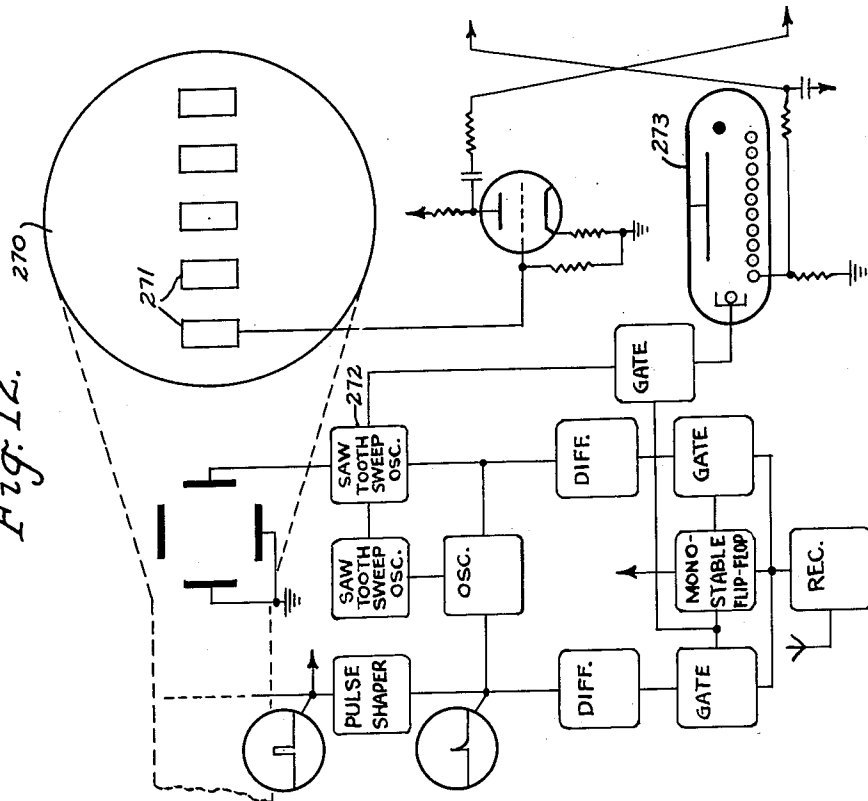 Fig. 12.
270
271
272
273
SAW
TOOTH
SWEEP
OSC.
SAW
TOOTH
SWEEP
OSC.
PULSE
SHAPER
OSC.
GATE
DIFF.
DIFF.
GATE
MONO-
STABLE
FLIP-FLOP
GATE
REC.